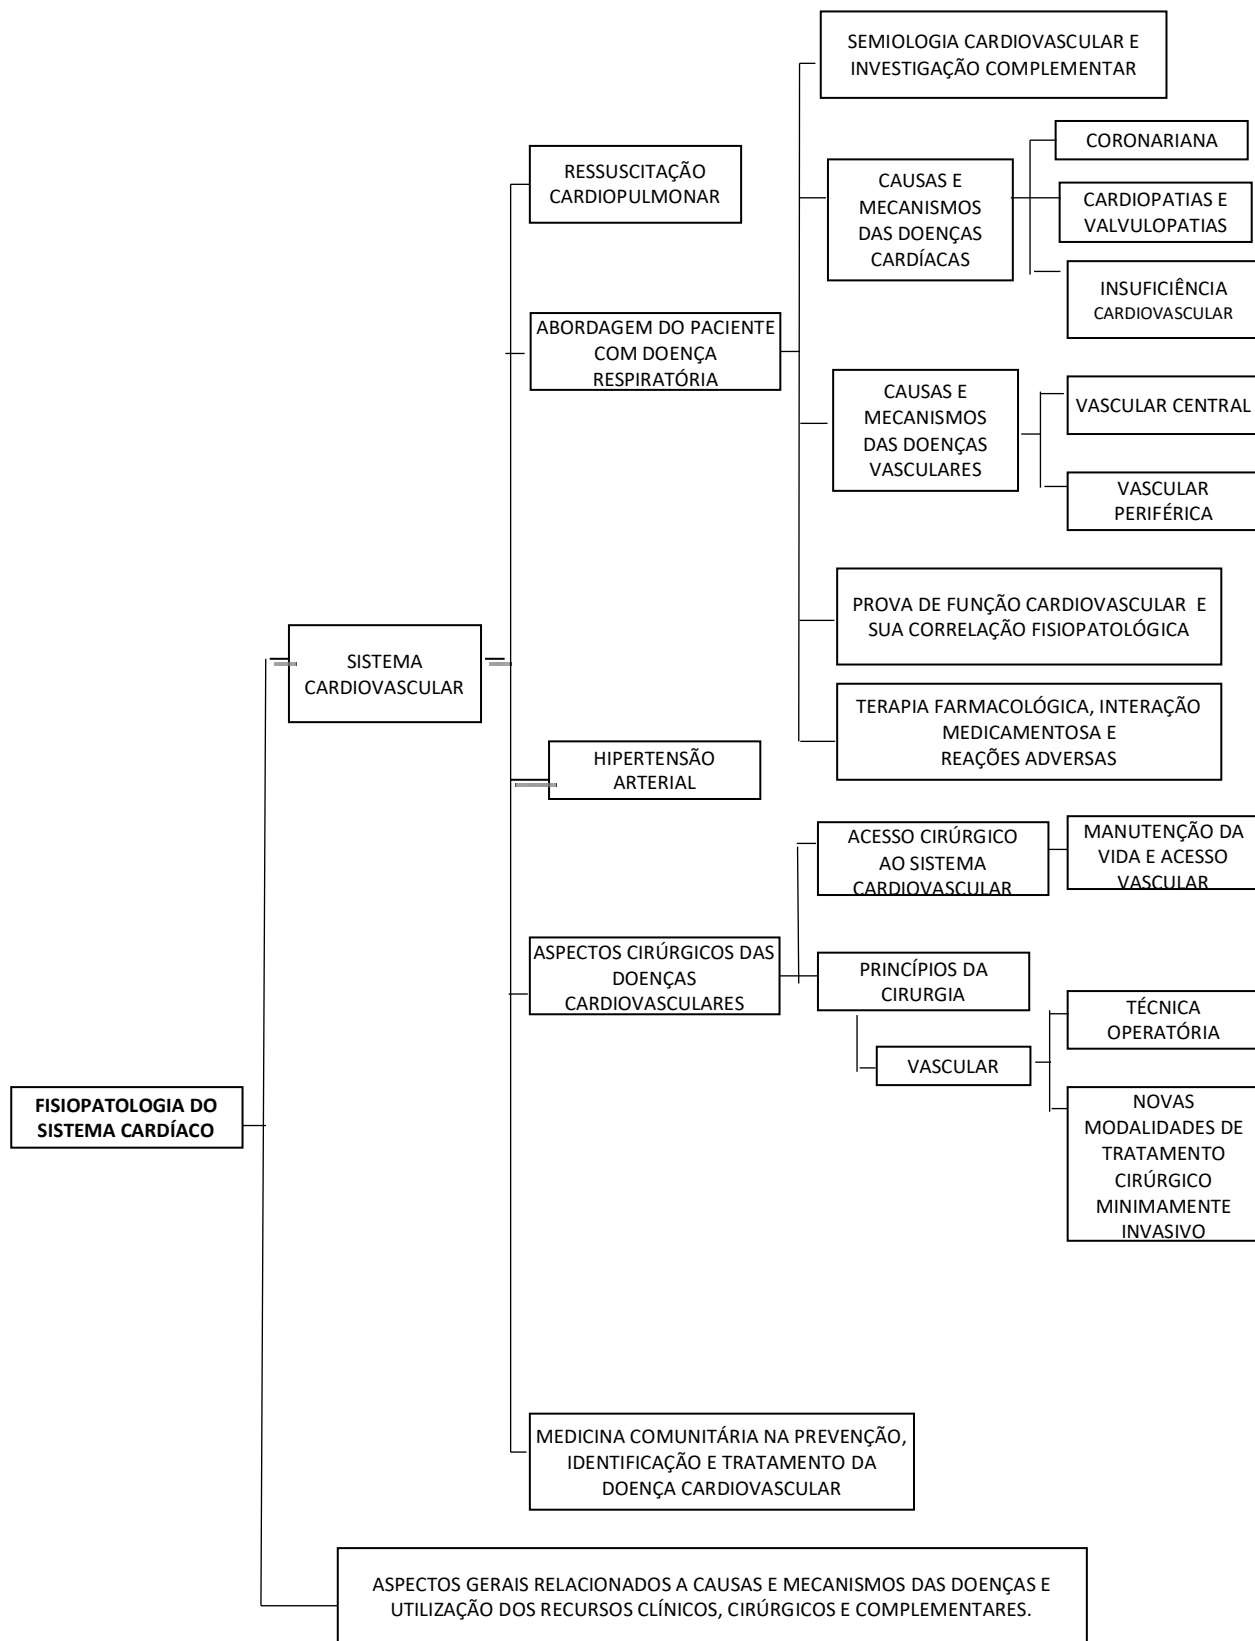 SEMIOLOGIA CARDIOVASCULAR E
INVESTIGAÇÃO COMPLEMENTAR
RESSUSCITAÇÃO
CARDIOPULMONAR
CAUSAS E
MECANISMOS
DAS DOENÇAS
CARDÍACAS
CORONARIANA
CARDIOPATIAS E
VALVULOPATIAS
INSUFICIÊNCIA
CARDIOVASCULAR
ABORDAGEM DO PACIENTE
COM DOENÇA
RESPIRATÓRIA
CAUSAS E
MECANISMOS
DAS DOENÇAS
VASCULARES
VASCULAR CENTRAL
VASCULAR
PERIFÉRICA
PROVA DE FUNÇÃO CARDIOVASCULAR E
SUA CORRELAÇÃO FISIOPATOLÓGICA
SISTEMA
CARDIOVASCULAR
TERAPIA FARMACOLÓGICA, INTERAÇÃO
MEDICAMENTOSA E
REAÇÕES ADVERSAS
HIPERTENSÃO
ARTERIAL
ACESSO CIRÚRGICO
AO SISTEMA
CARDIOVASCULAR
MANUTENÇÃO DA
VIDA E ACESSO
VASCULAR
ASPECTOS CIRÚRGICOS DAS
DOENÇAS
CARDIOVASCULARES
PRINCÍPIOS DA
CIRURGIA
VASCULAR
TÉCNICA
OPERATÓRIA
NOVAS
MODALIDADES DE
TRATAMENTO
CIRÚRGICO
MINIMAMENTE
INVASIVO
FISIOPATOLOGIA DO
SISTEMA CARDÍACO
MEDICINA COMUNITÁRIA NA PREVENÇÃO,
IDENTIFICAÇÃO E TRATAMENTO DA
DOENÇA CARDIOVASCULAR
ASPECTOS GERAIS RELACIONADOS A CAUSAS E MECANISMOS DAS DOENÇAS E
UTILIZAÇÃO DOS RECURSOS CLÍNICOS, CIRÚRGICOS E COMPLEMENTARES.